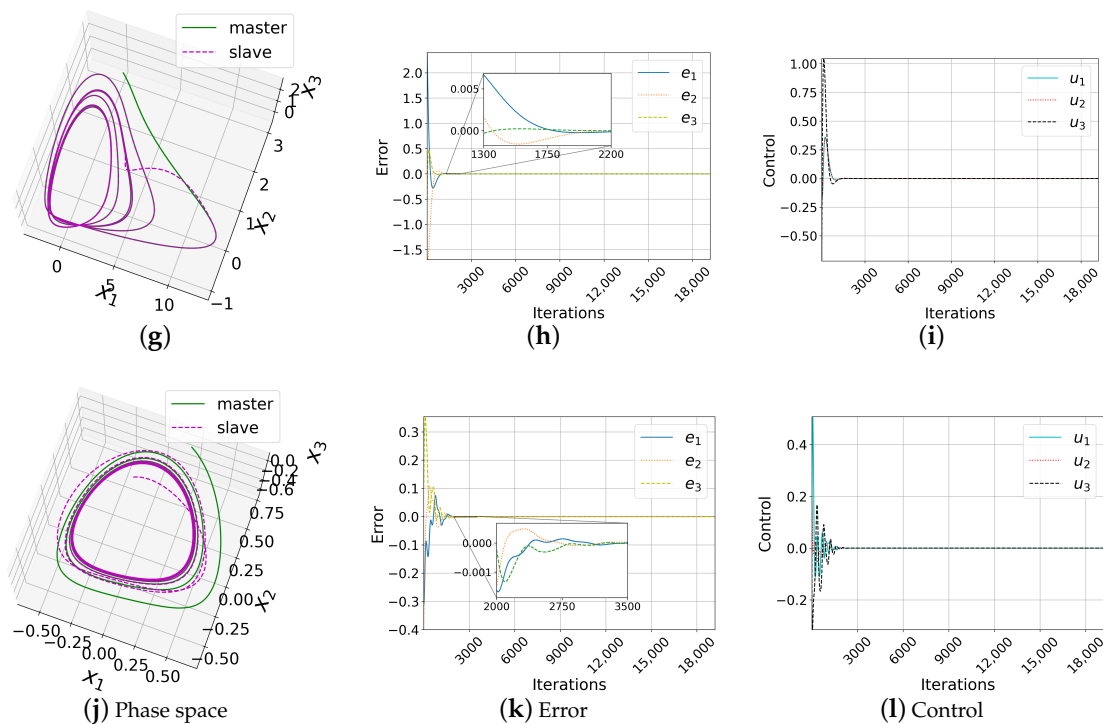 master
slave
x₃
2
1
0
3
2
1
x₂
0
−1
0
5
10
x₁
(g)
2.0
1.5
1.0
0.5
0.0
−0.5
−1.0
−1.5
Error
e₁
e₂
e₃
0.005
0.000
1300 1750 2200
3000 6000 9000 12,000 15,000 18,000
Iterations
(h)
1.00
0.75
0.50
0.25
0.00
−0.25
−0.50
Control
u₁
u₂
u₃
3000 6000 9000 12,000 15,000 18,000
Iterations
(i)
master
slave
x₃
0.0
−0.2
−0.4
−0.6
0.75
0.50
0.25
x₂
0.00
−0.25
−0.50
−0.50
−0.25
0.00
0.25
0.50
x₁
(j) Phase space
0.3
0.2
0.1
0.0
−0.1
−0.2
−0.3
−0.4
Error
e₁
e₂
e₃
0.000
−0.001
2000 2750 3500
3000 6000 9000 12,000 15,000 18,000
Iterations
(k) Error
0.4
0.2
0.0
−0.2
Control
u₁
u₂
u₃
3000 6000 9000 12,000 15,000 18,000
Iterations
(l) Control